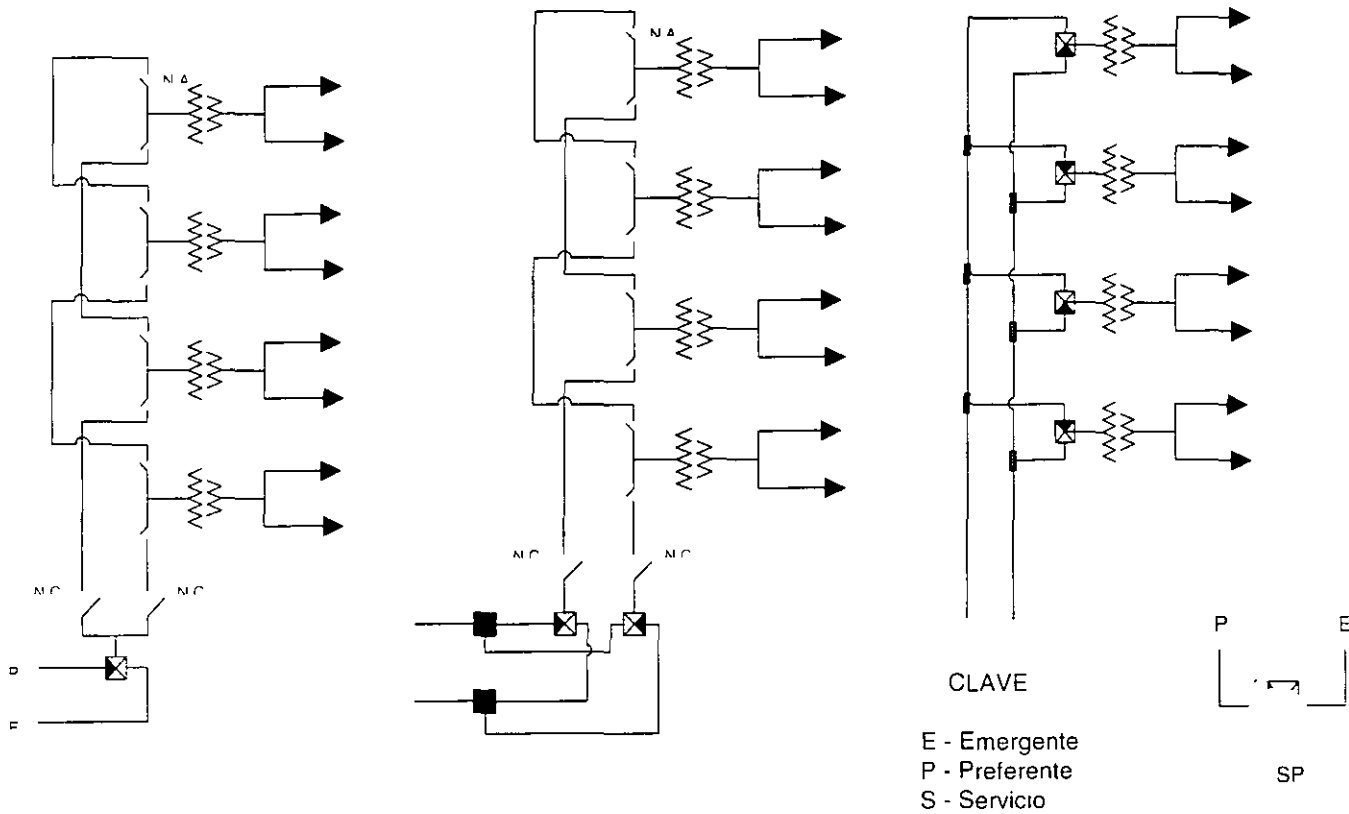 N.A
N.A
N.C
N.C
N.C
N.C
P
E
P
E
CLAVE
E - Emergente
P - Preferente
S - Servicio
SP